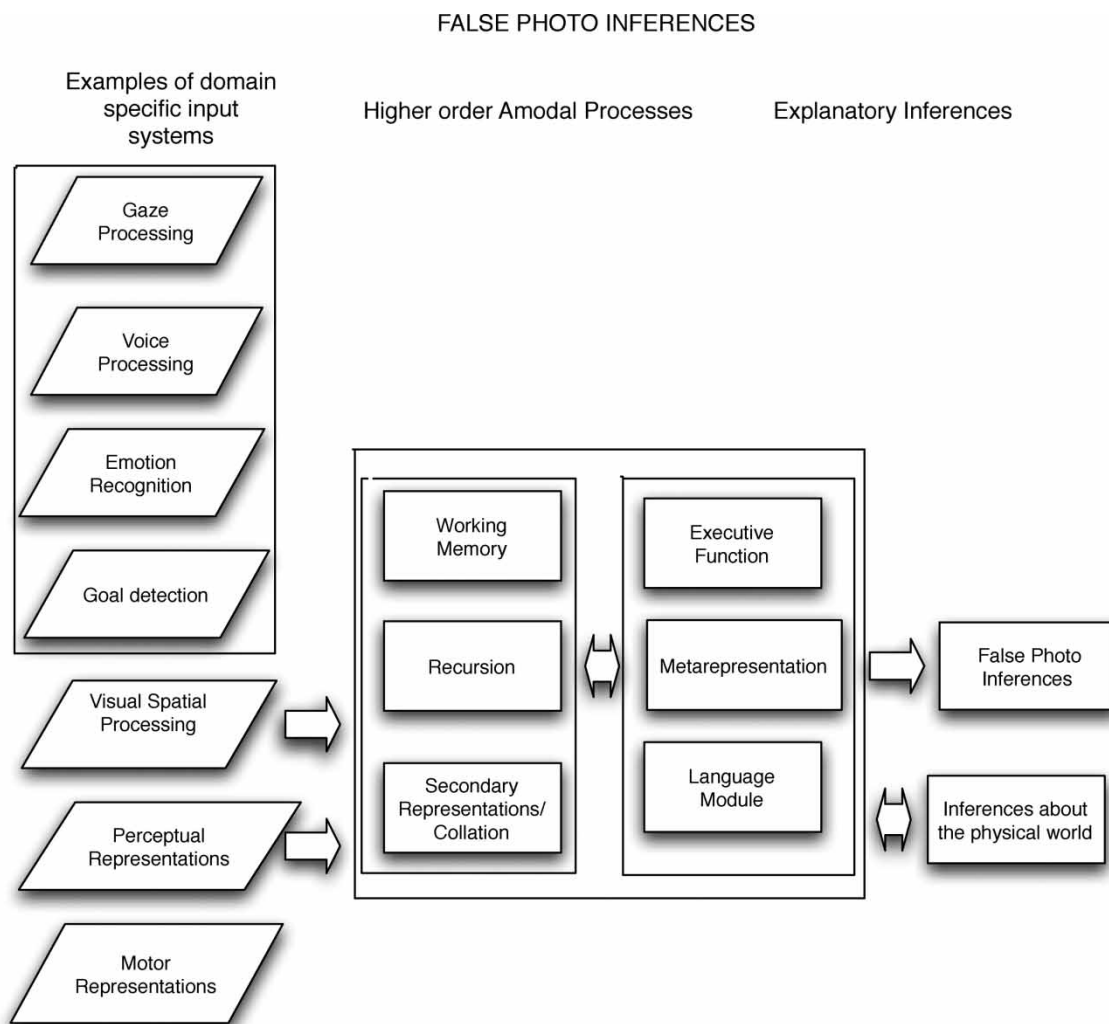 FALSE PHOTO INFERENCES
Examples of domain
specific input
systems
Higher order Amodal Processes
Explanatory Inferences
Gaze
Processing
Voice
Processing
Emotion
Recognition
Goal detection
Visual Spatial
Processing
Perceptual
Representations
Motor
Representations
Working
Memory
Recursion
Secondary
Representations/
Collation
Executive
Function
Metarepresentation
Language
Module
False Photo
Inferences
Inferences about
the physical world